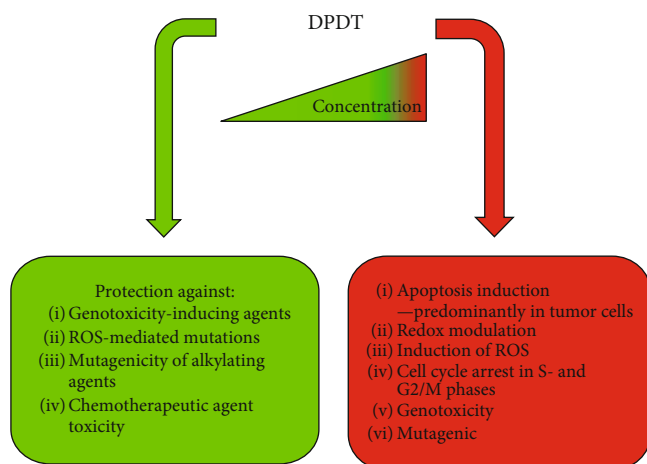 DPDT
Concentration
Protection against:
(i) Genotoxicity-inducing agents
(ii) ROS-mediated mutations
(iii) Mutagenicity of alkylating
agents
(iv) Chemotherapeutic agent
toxicity
(i) Apoptosis induction
—predominantly in tumor cells
(ii) Redox modulation
(iii) Induction of ROS
(iv) Cell cycle arrest in S- and
G2/M phases
(v) Genotoxicity
(vi) Mutagenic